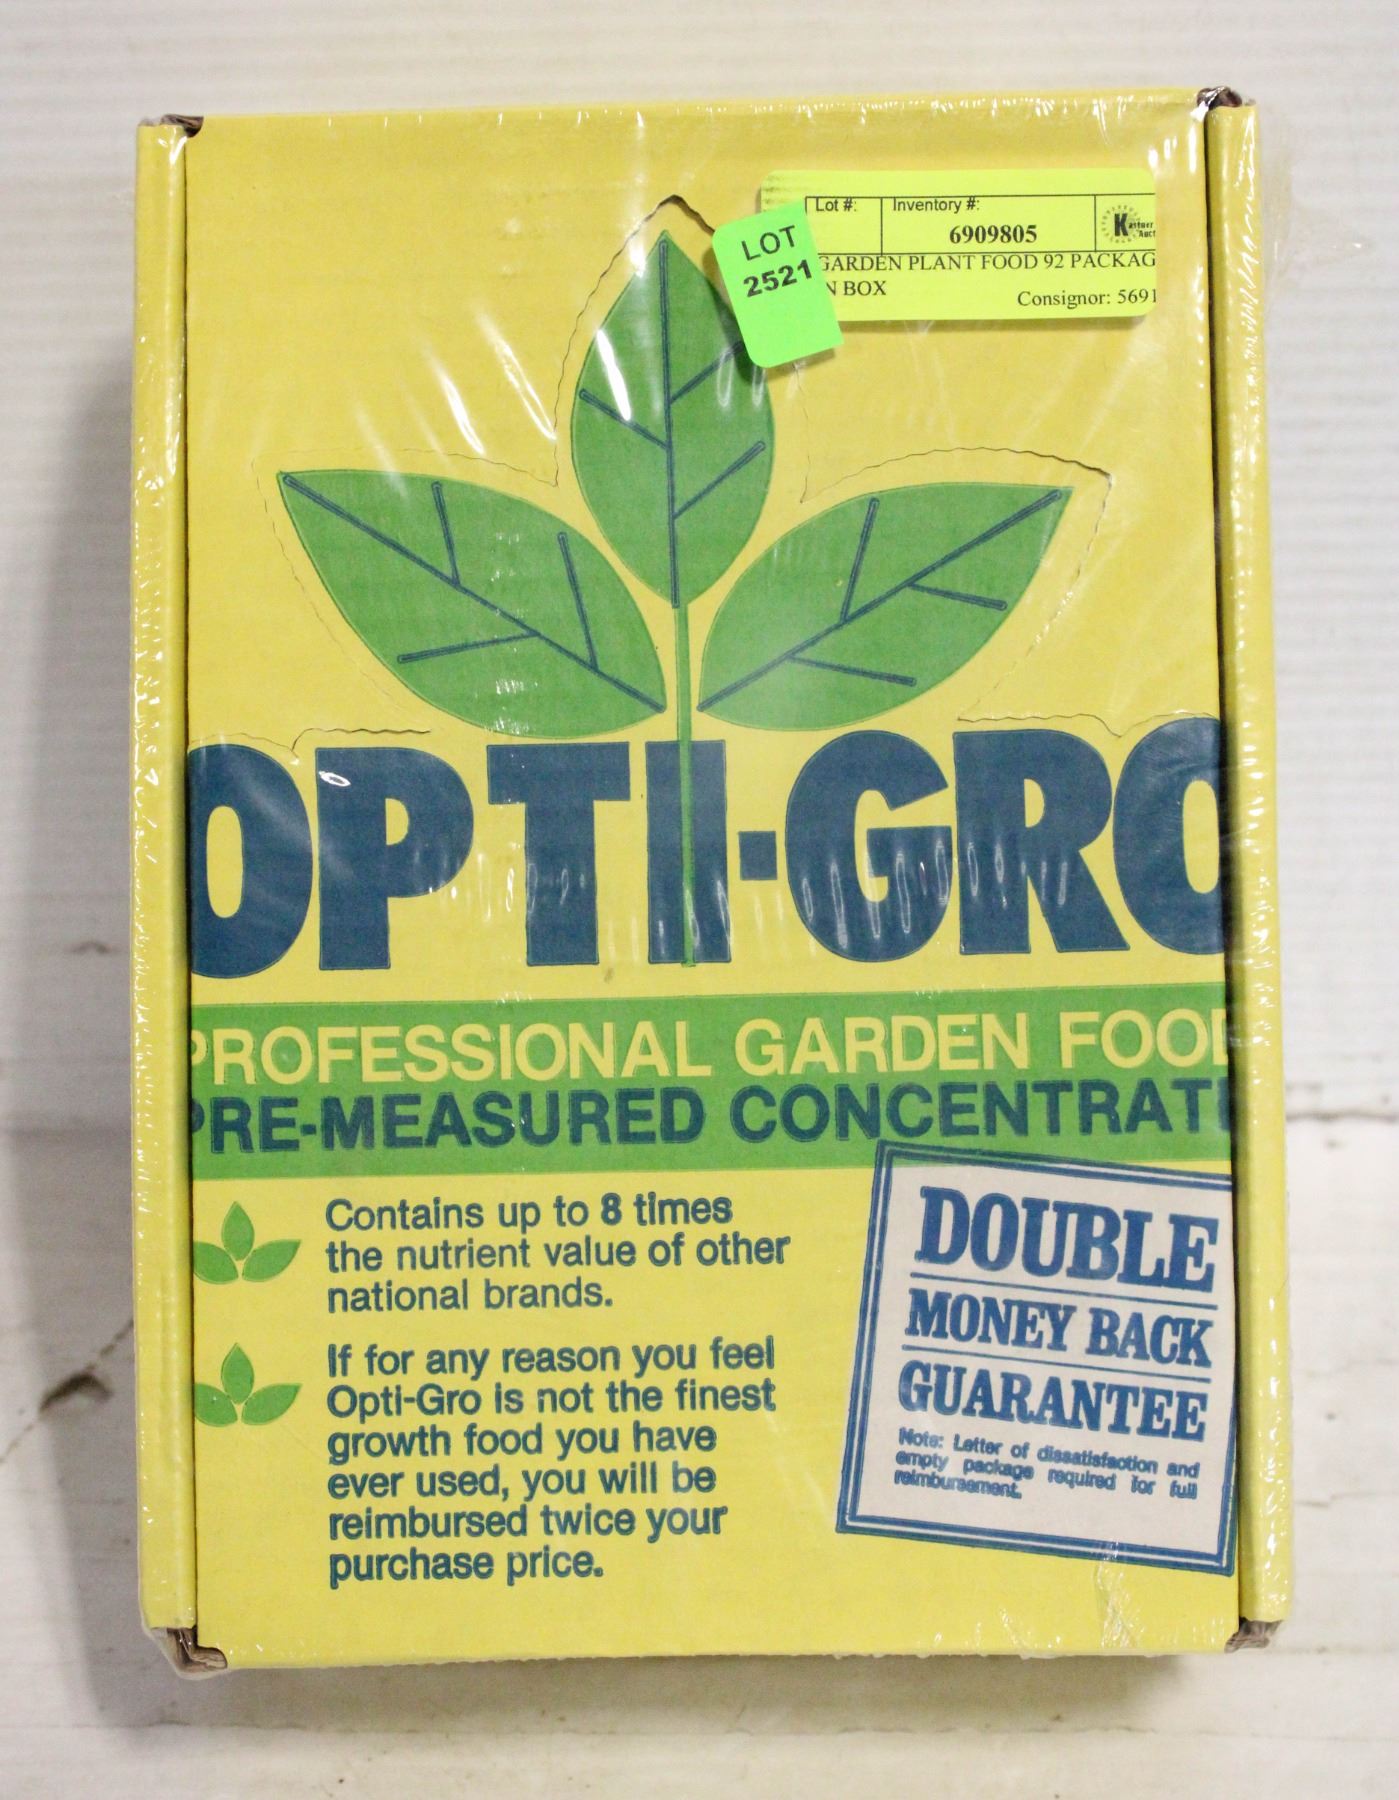 Lot #:
Inventory #:
6909805
Kastner
Auct
GARDEN PLANT FOOD 92 PACKAG
N BOX
Consignor: 5691
LOT
2521
OPTI-GRO
PROFESSIONAL GARDEN FOOD
PRE-MEASURED CONCENTRATE
Contains up to 8 times
the nutrient value of other
national brands.
If for any reason you feel
Opti-Gro is not the finest
growth food you have
ever used, you will be
reimbursed twice your
purchase price.
DOUBLE
MONEY BACK
GUARANTEE
Note: Letter of dissatisfaction and
empty package required for full
reimbursement.